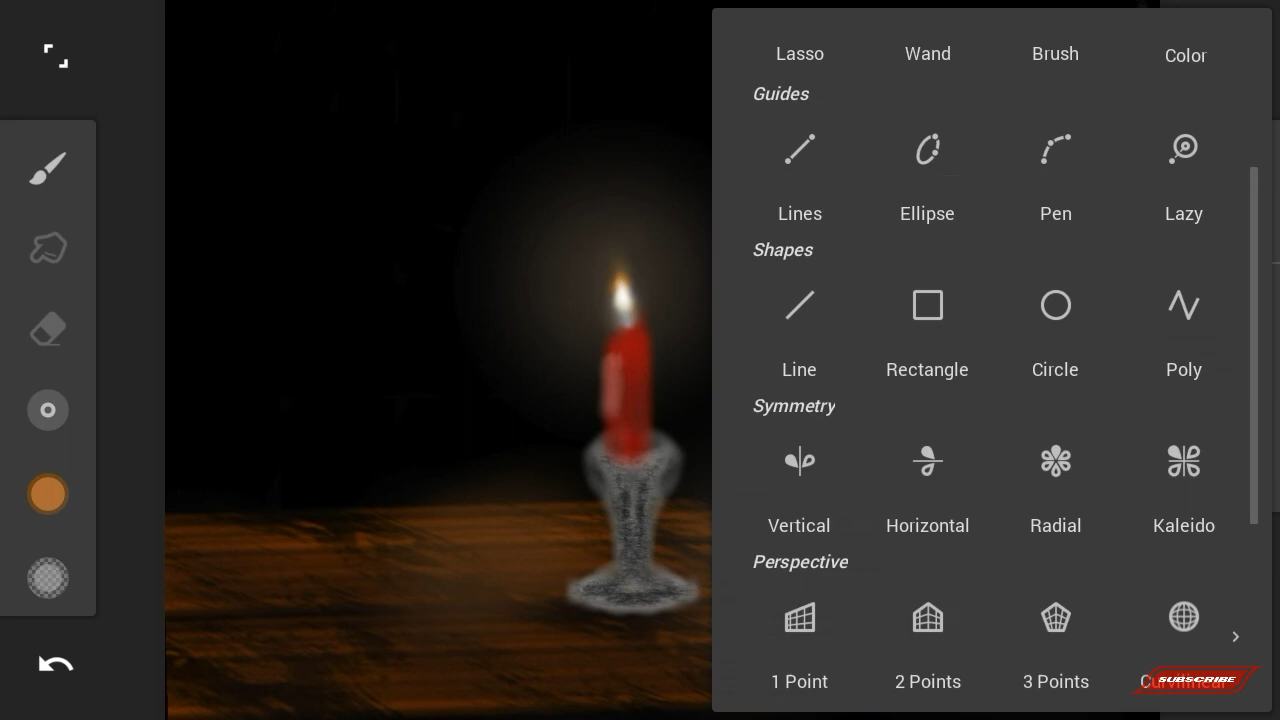 Lasso Wand Brush Color
Guides
Lines Ellipse Pen Lazy
Shapes
Line Rectangle Circle Poly
Symmetry
Vertical Horizontal Radial Kaleido
Perspective
1 Point 2 Points 3 Points Curvilinear
SUBSCRIBE